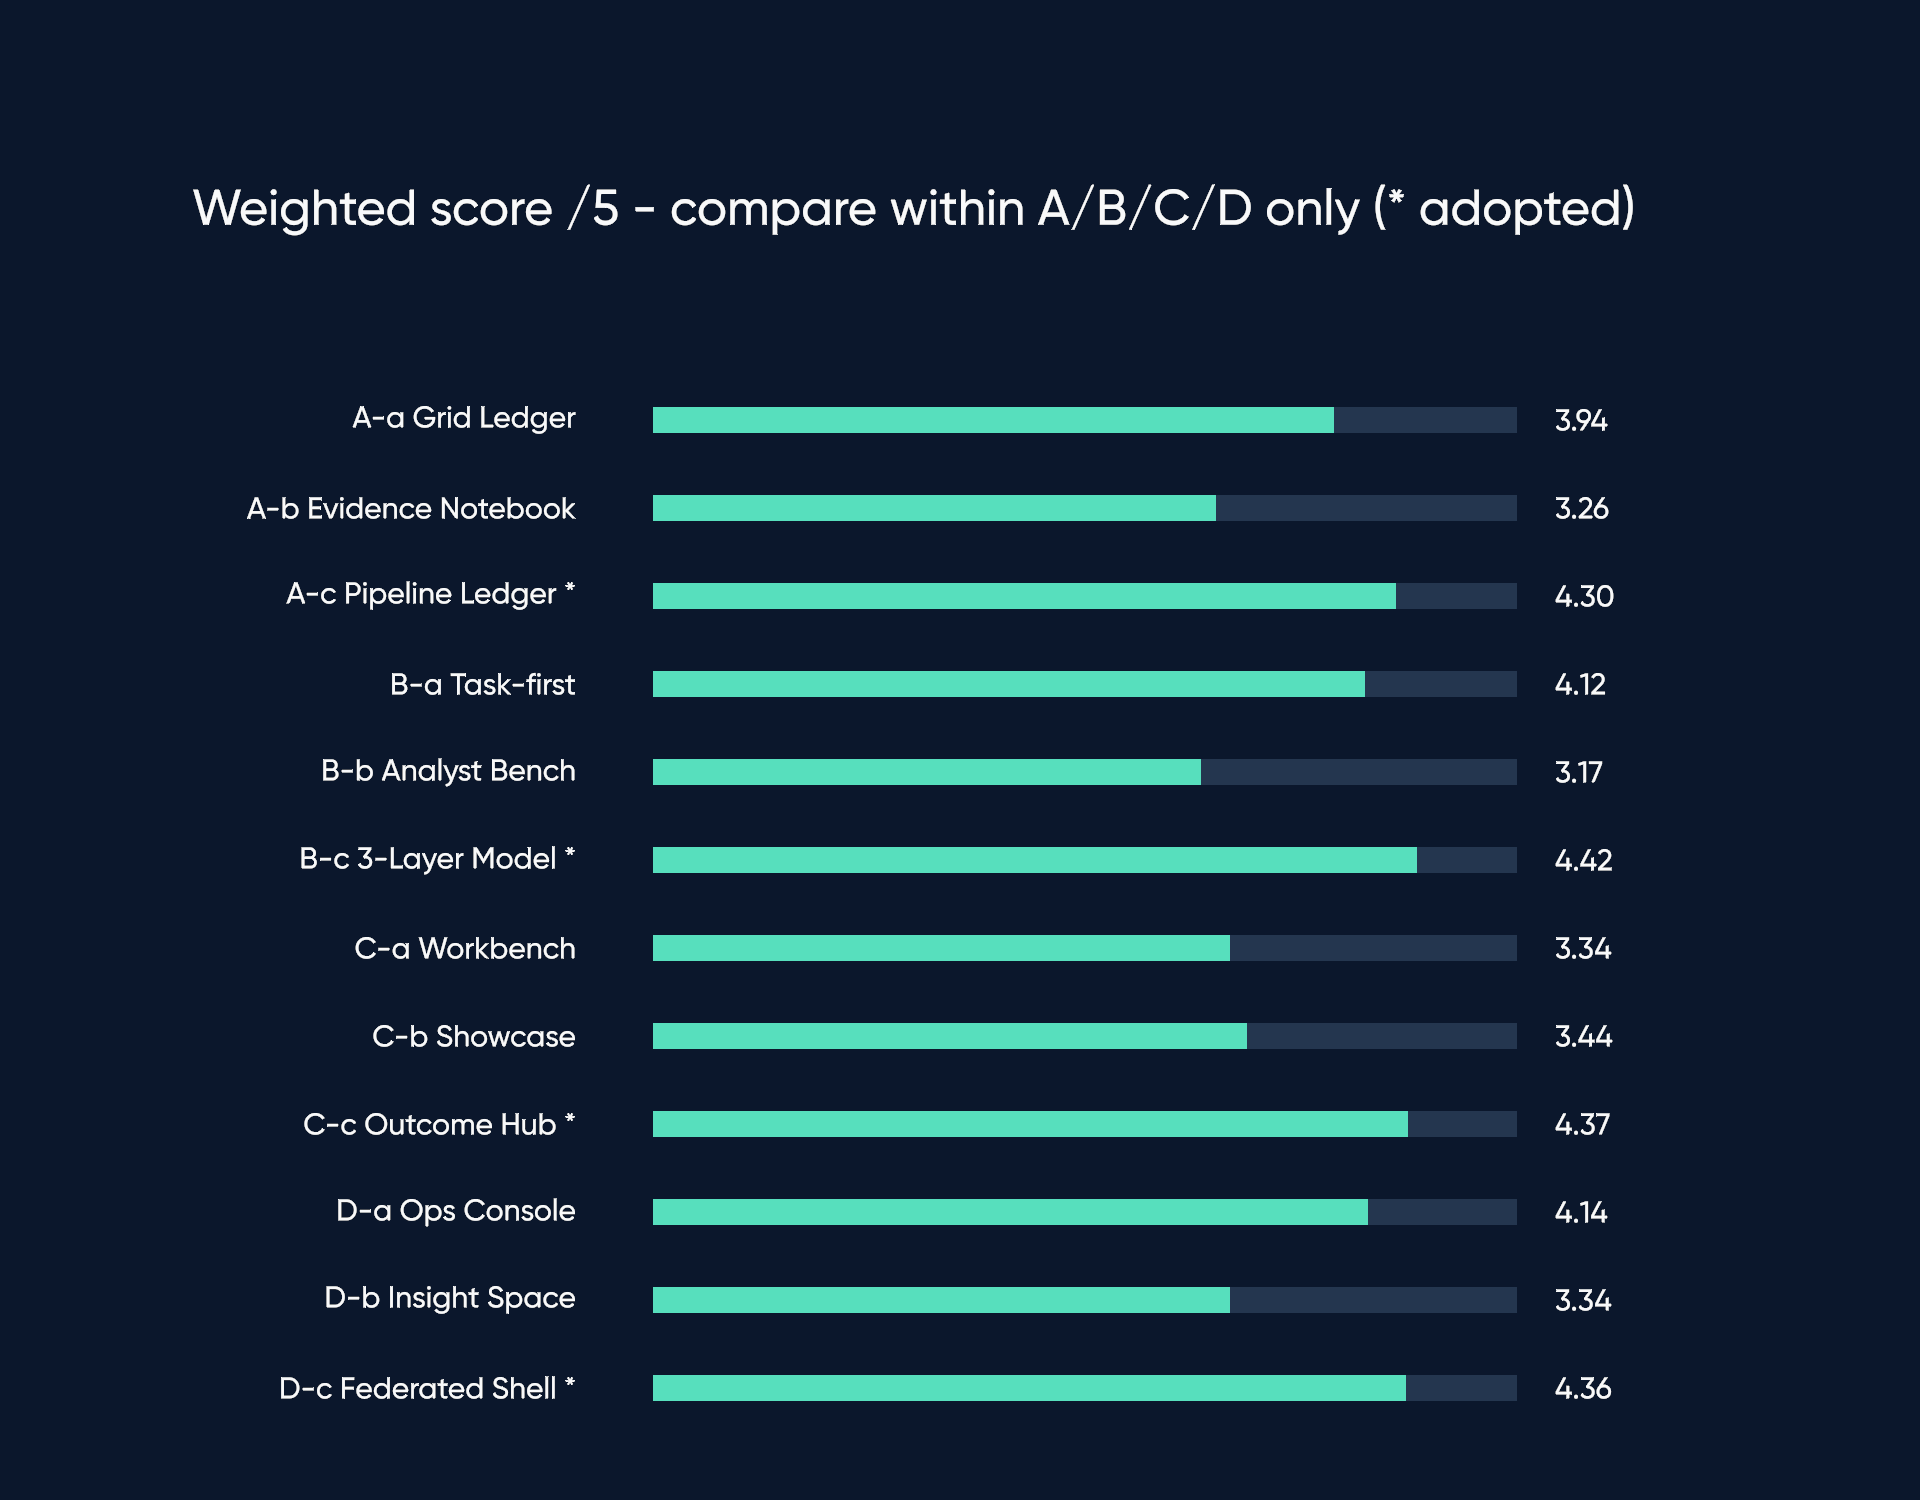 Weighted score /5 - compare within A/B/C/D only (* adopted)
A-a Grid Ledger 3.94
A-b Evidence Notebook 3.26
A-c Pipeline Ledger * 4.30
B-a Task-first 4.12
B-b Analyst Bench 3.17
B-c 3-Layer Model * 4.42
C-a Workbench 3.34
C-b Showcase 3.44
C-c Outcome Hub * 4.37
D-a Ops Console 4.14
D-b Insight Space 3.34
D-c Federated Shell * 4.36